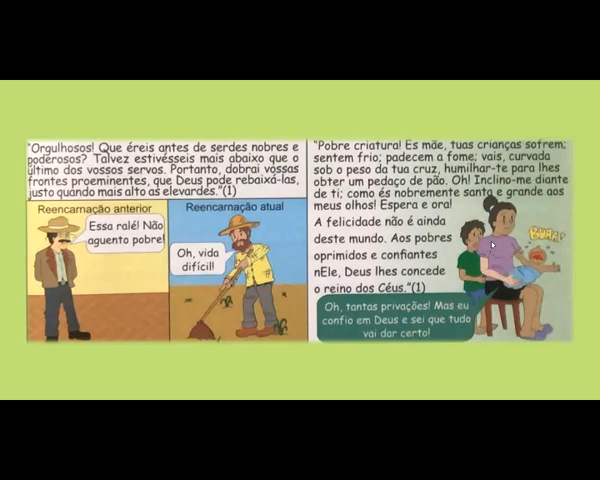 "Orgulhosos! Que éreis antes de serdes nobres e
poderosos? Talvez estivésseis mais abaixo que o
último dos vossos servos. Portanto, dobrai vossas
frontes proeminentes, que Deus pode rebaixá-las,
justo quando mais alto as elevardes."(1)
Reencarnação anterior
Essa ralé! Não
aguento pobre!
Reencarnação atual
Oh, vida
difícil!
"Pobre criatura! És mãe, tuas crianças sofrem;
sentem frio; padecem a fome; vais, curvada
sob o peso da tua cruz, humilhar-te para lhes
obter um pedaço de pão. Oh! Inclino-me diante
de ti; como és nobremente santa e grande aos
meus olhos! Espera e ora!
A felicidade não é ainda
deste mundo. Aos pobres
oprimidos e confiantes
nEle, Deus lhes concede
o reino dos Céus."(1)
BUÁÁ!
Oh, tantas privações! Mas eu
confio em Deus e sei que tudo
vai dar certo!